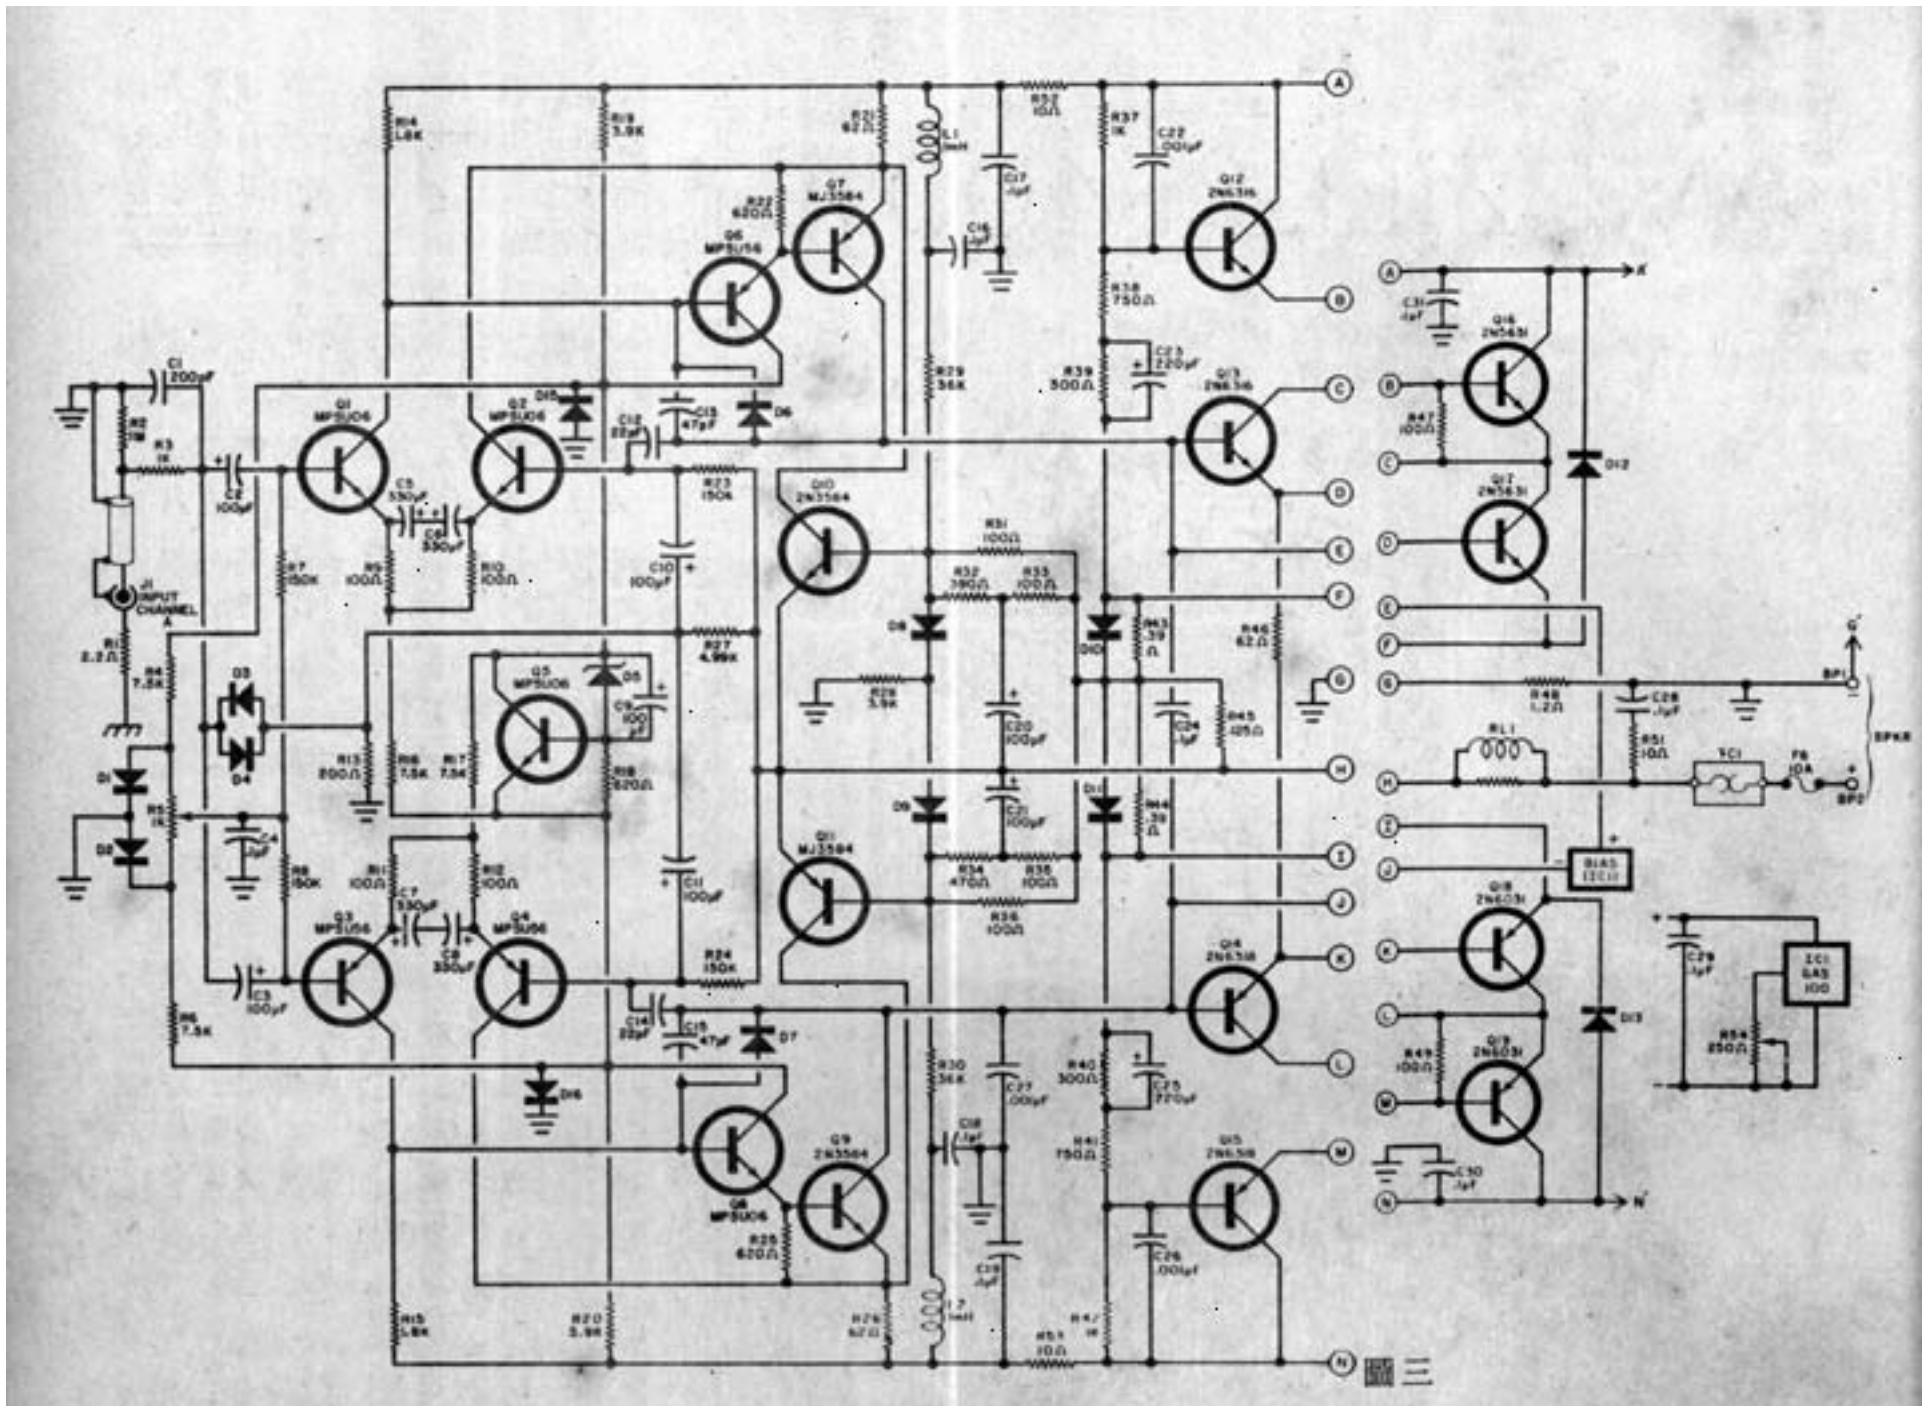 R14
1.8K
R19
3.9K
R21
62Ω
L1
C17
.1µF
R52
10Ω
R37
1K
C22
.001µF
A
Q7
MJ3584
R22
620Ω
Q6
MPSU56
C16
.1µF
Q12
2N6316
R38
750Ω
B
C1
200pF
R2
1M
R3
1K
C2
100µF
Q1
MPSU06
Q2
MPSU06
C5
330µF
C6
330µF
D15
C12
22pF
C13
47pF
D6
R29
36K
R39
300Ω
C23
220µF
Q13
2N6316
C
D
E
F
G
H
I
J
K
L
M
N
R23
150K
Q10
2N3584
R31
100Ω
R32
390Ω
R33
100Ω
R7
150K
R9
100Ω
R10
100Ω
C10
100µF
J1
INPUT
CHANNEL
A
R1
2.2Ω
R4
7.5K
D3
D4
R27
4.99K
D8
D10
R43
.39
Ω
R46
62Ω
Q5
MPSU06
D5
C9
100
µF
R28
3.9K
R13
200Ω
R16
7.5K
R17
7.5K
R18
620Ω
C20
100µF
C24
.1µF
R45
.125Ω
D1
D2
R5
1K
C4
.1µF
R8
150K
R11
100Ω
R12
100Ω
C7
330µF
C8
330µF
C11
100µF
D9
D11
C21
100µF
R44
.39
Ω
Q11
MJ3584
R34
470Ω
R35
100Ω
R36
100Ω
Q3
MPSU56
Q4
MPSU56
R24
150K
C3
100µF
R6
7.5K
C14
22pF
C15
47pF
D7
D16
Q14
2N6318
R30
36K
C27
.001µF
R40
300Ω
C25
220µF
C18
.1µF
R41
750Ω
Q15
2N6318
Q8
MPSU06
Q9
2N3584
R25
620Ω
C19
.1µF
C26
.001µF
R15
1.8K
R20
3.9K
R26
62Ω
L2
R53
10Ω
R42
1K
圖三
A
C31
.1µF
A'
Q16
2N5631
B
R47
100Ω
C
Q17
2N5631
D12
D
E
F
G
R48
1.2Ω
C28
.1µF
BP1
G'
RL1
R51
10Ω
FC1
F6
10A
BP2
SPKR
H
I
J
BIAS
(IC1)
Q18
2N6031
K
L
Q19
2N6031
R49
100Ω
D13
M
C30
.1µF
N
N'
C29
.1µF
IC1
GAS
100
R54
250Ω